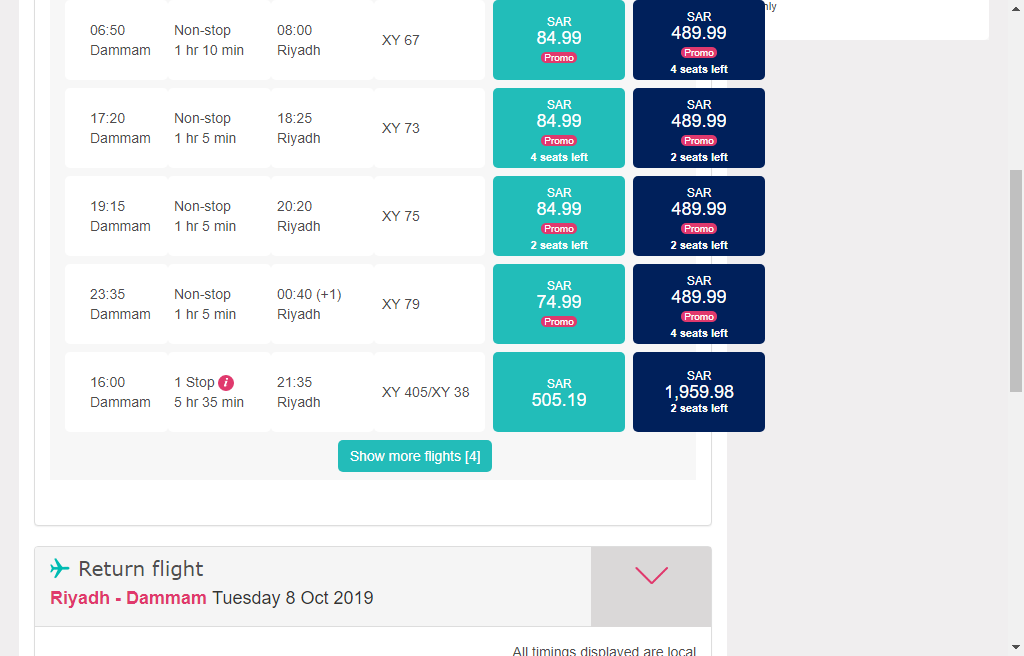 nly
06:50
Dammam
Non-stop
1 hr 10 min
08:00
Riyadh
XY 67
SAR
84.99
Promo
SAR
489.99
Promo
4 seats left
17:20
Dammam
Non-stop
1 hr 5 min
18:25
Riyadh
XY 73
SAR
84.99
Promo
4 seats left
SAR
489.99
Promo
2 seats left
19:15
Dammam
Non-stop
1 hr 5 min
20:20
Riyadh
XY 75
SAR
84.99
Promo
2 seats left
SAR
489.99
Promo
2 seats left
23:35
Dammam
Non-stop
1 hr 5 min
00:40 (+1)
Riyadh
XY 79
SAR
74.99
Promo
SAR
489.99
Promo
4 seats left
16:00
Dammam
1 Stop i
5 hr 35 min
21:35
Riyadh
XY 405/XY 38
SAR
505.19
SAR
1,959.98
2 seats left
Show more flights [4]
Return flight
Riyadh - Dammam Tuesday 8 Oct 2019
All timings displayed are local